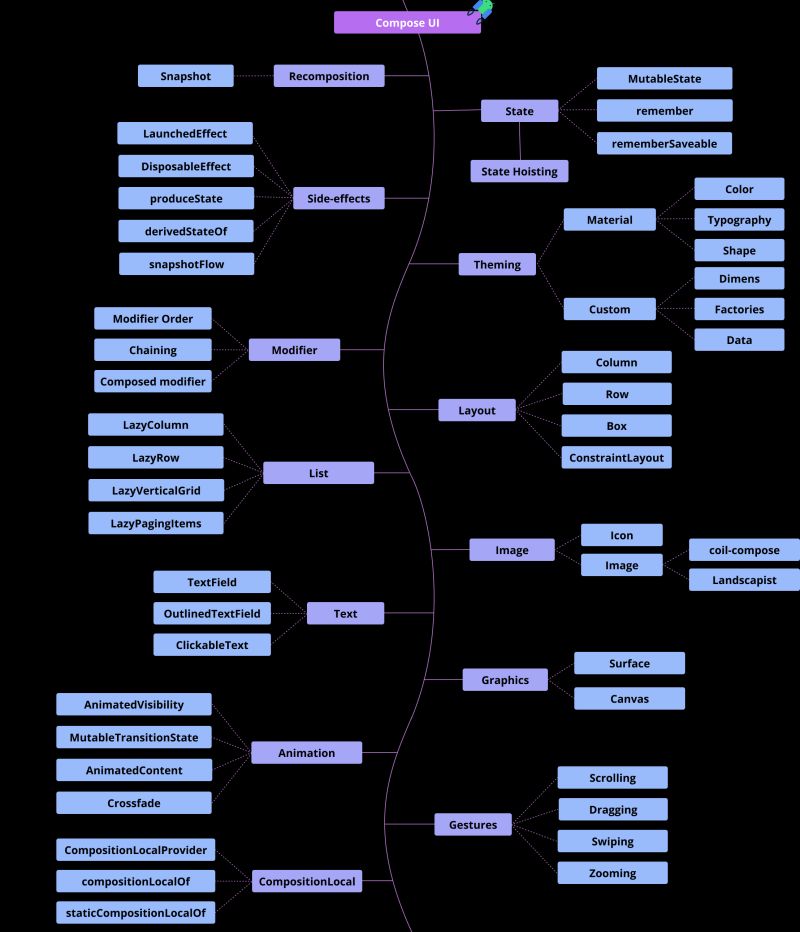 Compose UI
Recomposition
Snapshot
State
MutableState
remember
rememberSaveable
State Hoisting
Side-effects
LaunchedEffect
DisposableEffect
produceState
derivedStateOf
snapshotFlow
Theming
Material
Color
Typography
Shape
Custom
Dimens
Factories
Data
Modifier
Modifier Order
Chaining
Composed modifier
Layout
Column
Row
Box
ConstraintLayout
List
LazyColumn
LazyRow
LazyVerticalGrid
LazyPagingItems
Image
Icon
Image
coil-compose
Landscapist
Text
TextField
OutlinedTextField
ClickableText
Graphics
Surface
Canvas
Animation
AnimatedVisibility
MutableTransitionState
AnimatedContent
Crossfade
Gestures
Scrolling
Dragging
Swiping
Zooming
CompositionLocal
CompositionLocalProvider
compositionLocalOf
staticCompositionLocalOf